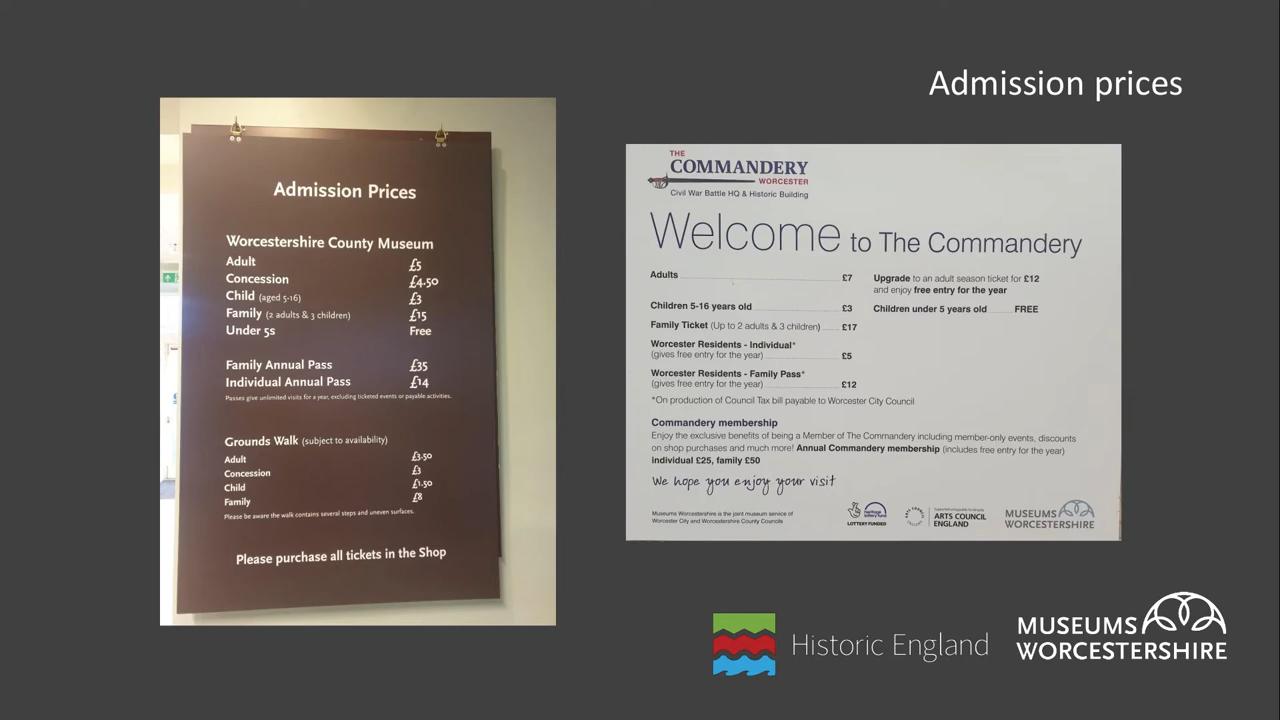 Admission prices
Admission Prices
Worcestershire County Museum
Adult £5
Concession £4.50
Child (aged 5-16) £3
Family (2 adults & 3 children) £15
Under 5s Free
Family Annual Pass £35
Individual Annual Pass £14
Passes give unlimited visits for a year, excluding ticketed events or payable activities.
Grounds Walk (subject to availability)
Adult £3.50
Concession £3
Child £1.50
Family £8
Please be aware the walk contains several steps and uneven surfaces.
Please purchase all tickets in the Shop
THE
COMMANDERY
WORCESTER
Civil War Battle HQ & Historic Building
Welcome to The Commandery
Adults £7
Children 5-16 years old £3
Family Ticket (Up to 2 adults & 3 children) £17
Worcester Residents - Individual*
(gives free entry for the year) £5
Worcester Residents - Family Pass*
(gives free entry for the year) £12
*On production of Council Tax bill payable to Worcester City Council
Upgrade to an adult season ticket for £12
and enjoy free entry for the year
Children under 5 years old FREE
Commandery membership
Enjoy the exclusive benefits of being a Member of The Commandery including member-only events, discounts
on shop purchases and much more! Annual Commandery membership (includes free entry for the year)
individual £25, family £50
We hope you enjoy your visit
Museums Worcestershire is the joint museum service of
Worcester City and Worcestershire County Councils
heritage
lottery fund
LOTTERY FUNDED
ARTS COUNCIL
ENGLAND
MUSEUMS
WORCESTERSHIRE
Historic England
MUSEUMS
WORCESTERSHIRE